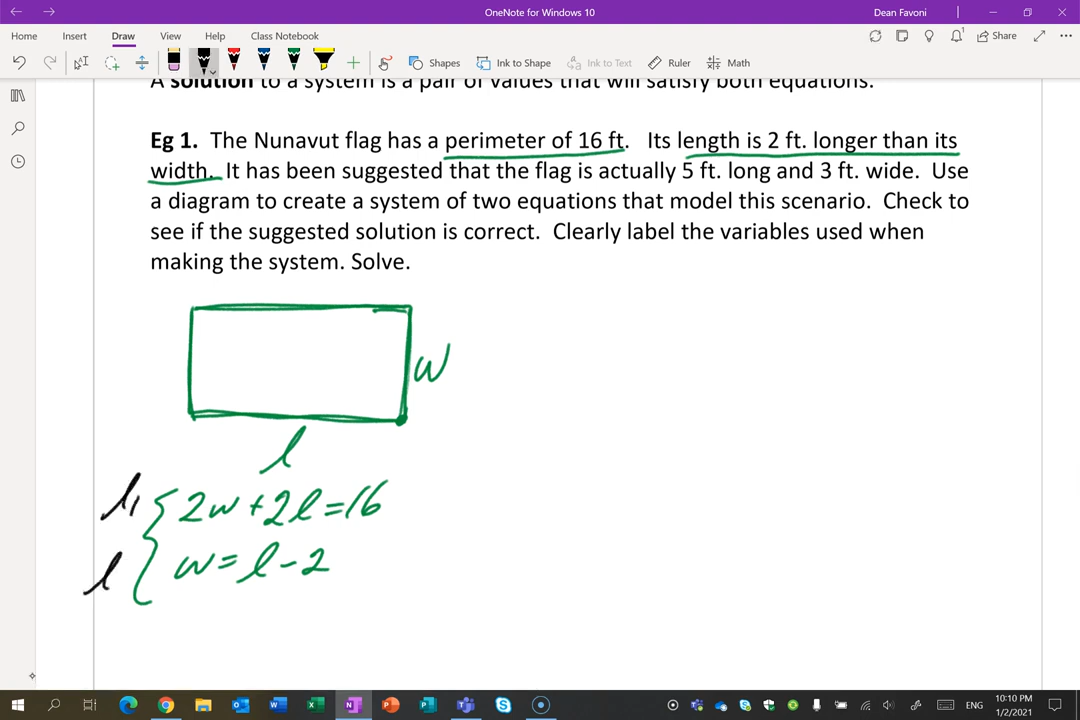 OneNote for Windows 10
Dean Favoni
Home Insert Draw View Help Class Notebook
Share
Shapes Ink to Shape Ink to Text Ruler Math
A solution to a system is a pair of values that will satisfy both equations.
Eg 1. The Nunavut flag has a perimeter of 16 ft. Its length is 2 ft. longer than its
width. It has been suggested that the flag is actually 5 ft. long and 3 ft. wide. Use
a diagram to create a system of two equations that model this scenario. Check to
see if the suggested solution is correct. Clearly label the variables used when
making the system. Solve.
w
l
l1 { 2w + 2l = 16
l { w = l - 2
10:10 PM
ENG
1/2/2021